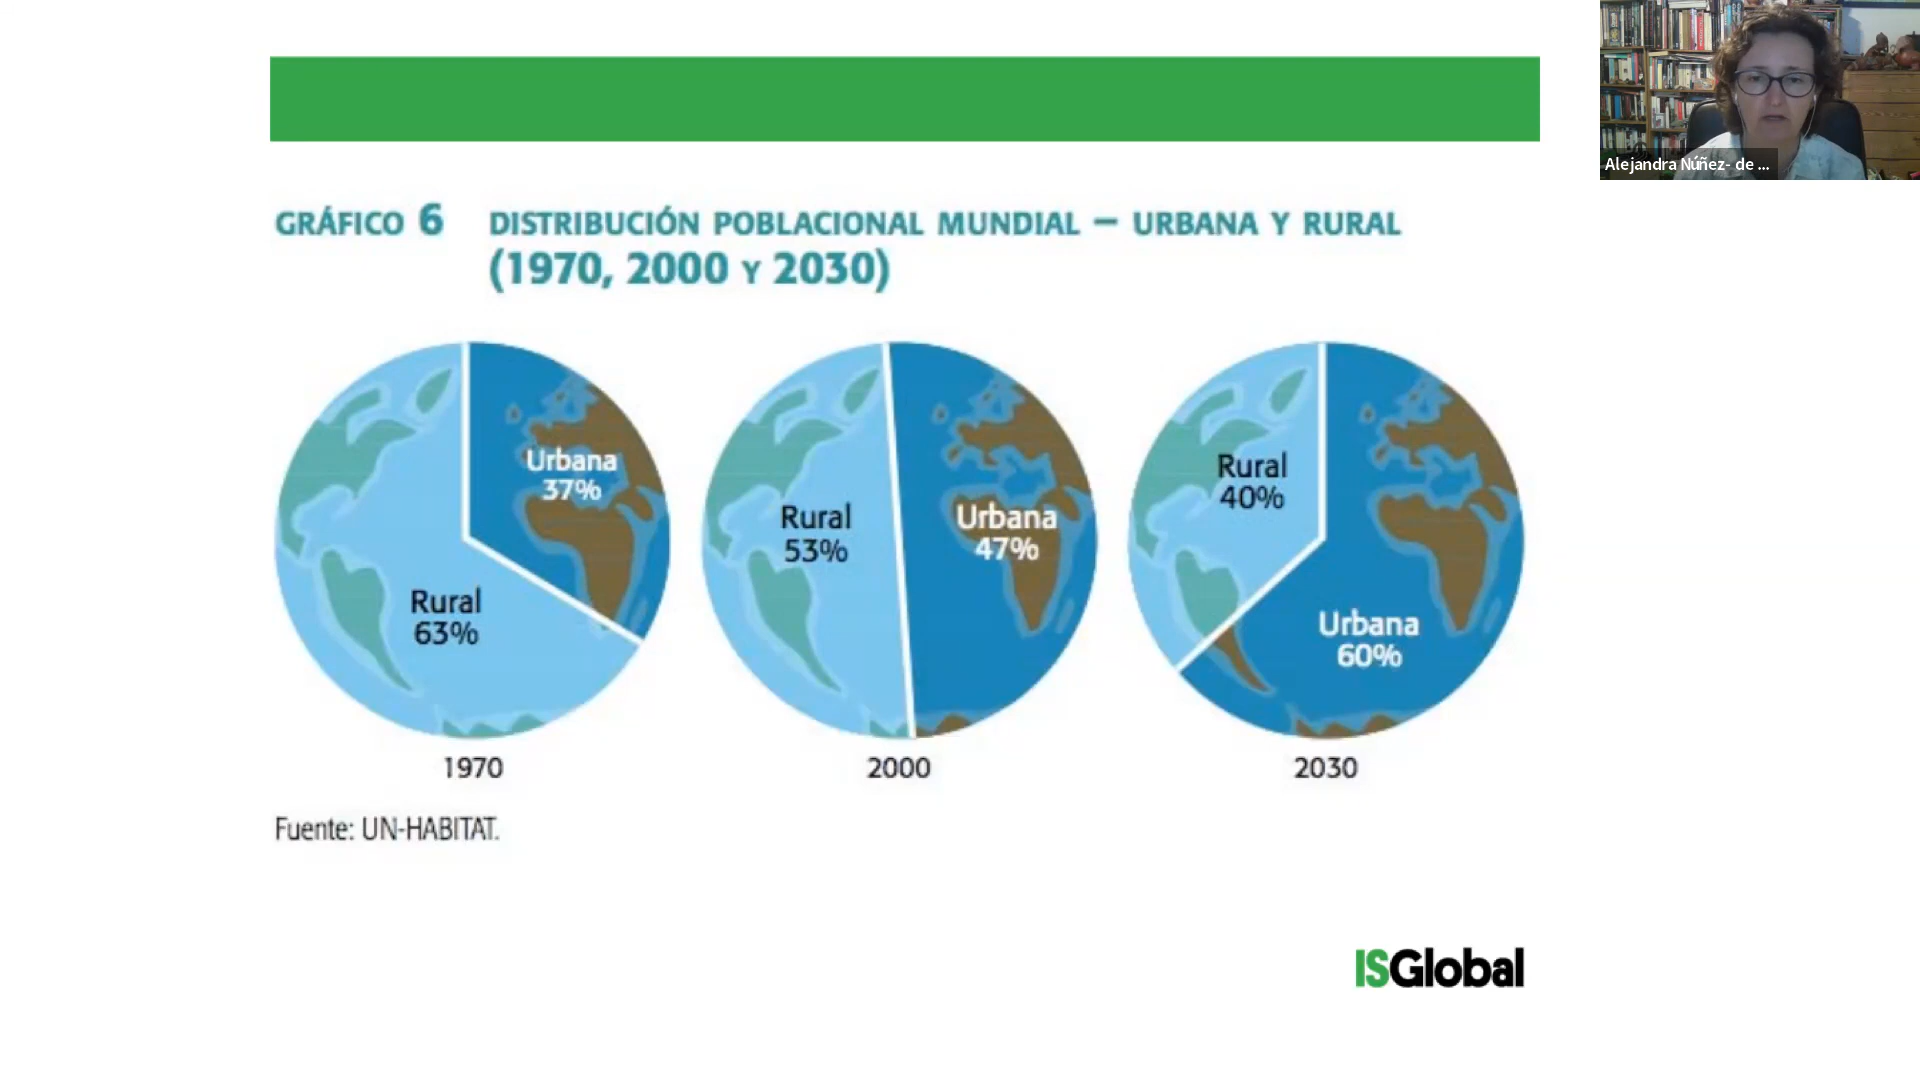 Alejandra Núñez- de ...
GRÁFICO 6 DISTRIBUCIÓN POBLACIONAL MUNDIAL – URBANA Y RURAL
(1970, 2000 Y 2030)
Urbana
37%
Rural
63%
Rural
53%
Urbana
47%
Rural
40%
Urbana
60%
1970
2000
2030
Fuente: UN-HABITAT.
ISGlobal